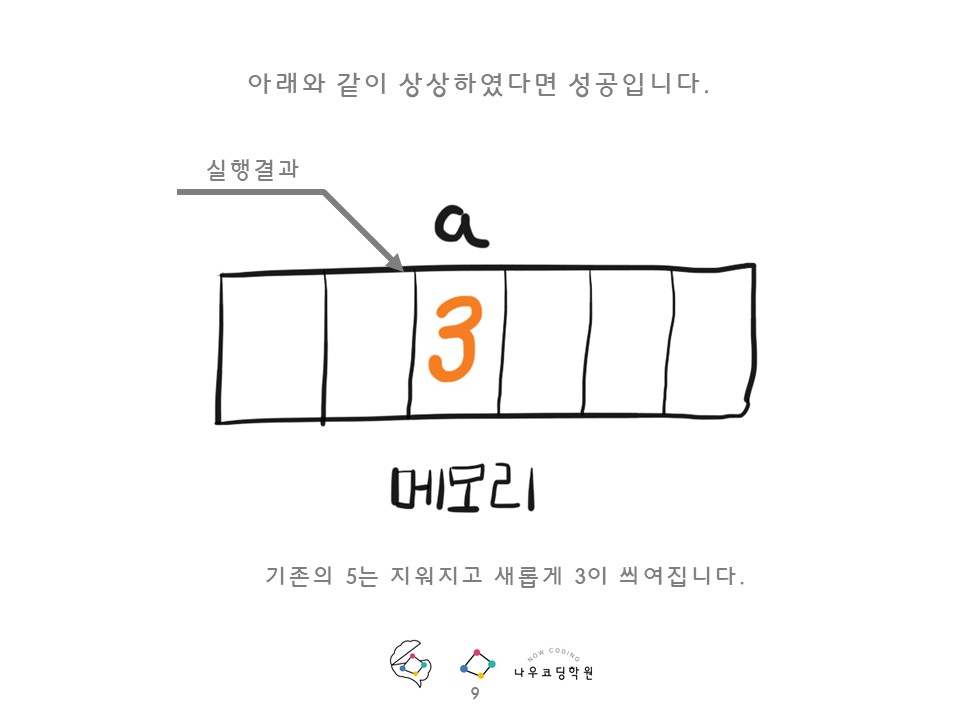 아래와 같이 상상하였다면 성공입니다.
실행결과
a
3
메모리
기존의 5는 지워지고 새롭게 3이 씌여집니다.
NOW CODING
나우코딩학원
9